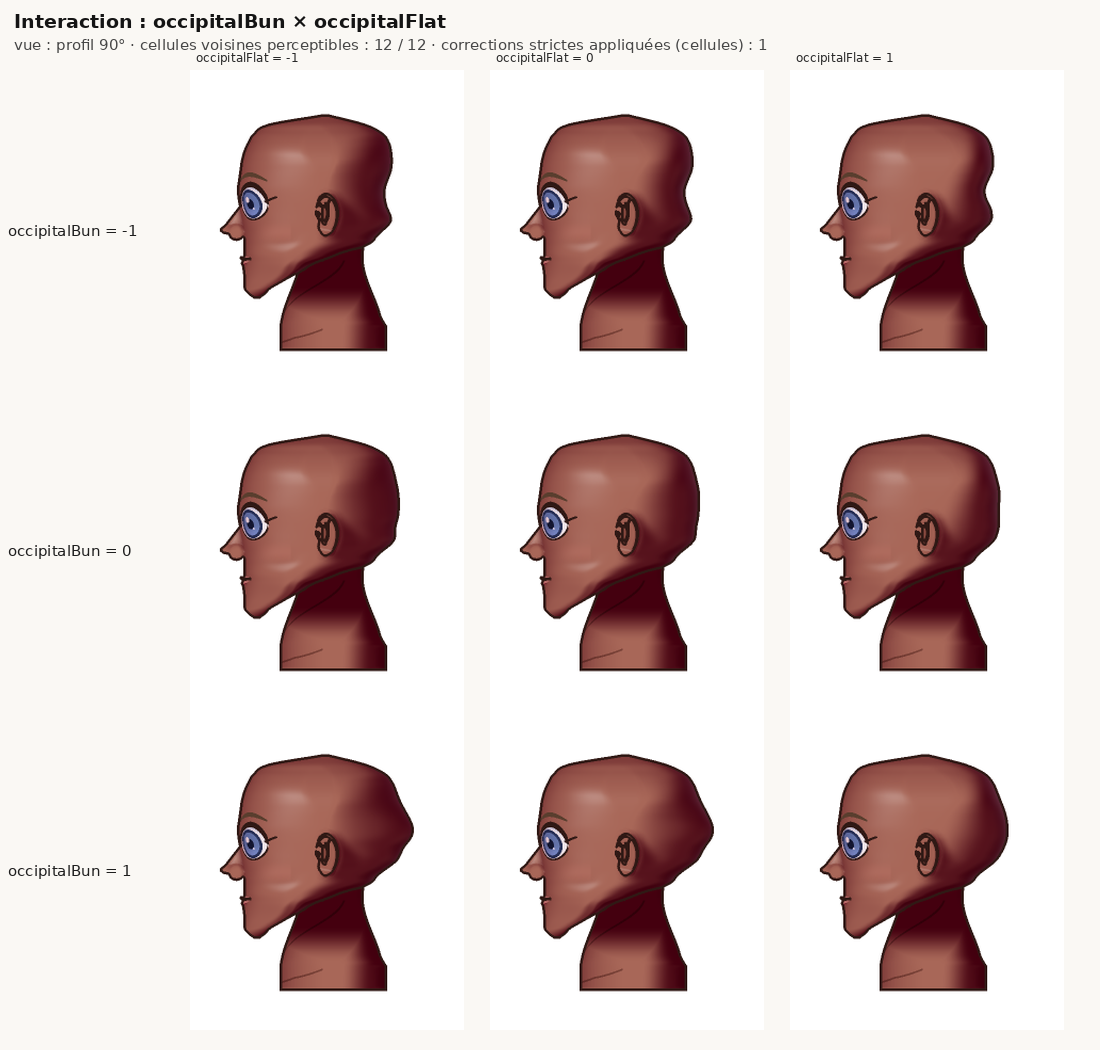 Interaction : occipitalBun × occipitalFlat
vue : profil 90° · cellules voisines perceptibles : 12 / 12 · corrections strictes appliquées (cellules) : 1
occipitalFlat = -1
occipitalFlat = 0
occipitalFlat = 1
occipitalBun = -1
occipitalBun = 0
occipitalBun = 1